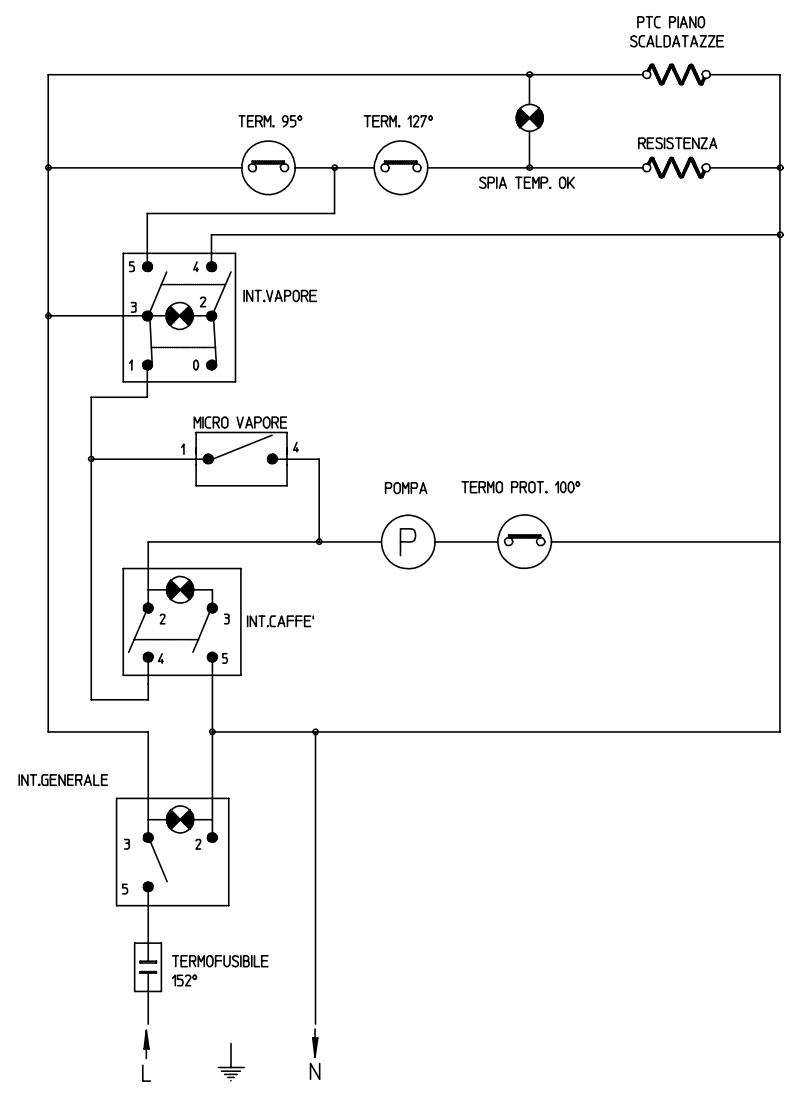 PTC PIANO
SCALDATAZZE
TERM. 95°
TERM. 127°
RESISTENZA
SPIA TEMP. OK
5
4
3
2
INT.VAPORE
1
0
MICRO VAPORE
1
4
POMPA
TERMO PROT. 100°
P
2
3
INT.CAFFE'
4
5
INT.GENERALE
3
2
5
TERMOFUSIBILE
152°
L
N